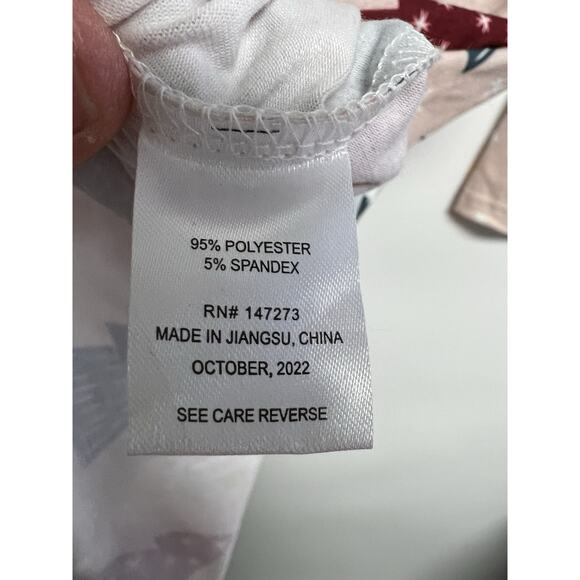 95% POLYESTER
5% SPANDEX
RN# 147273
MADE IN JIANGSU, CHINA
OCTOBER, 2022
SEE CARE REVERSE